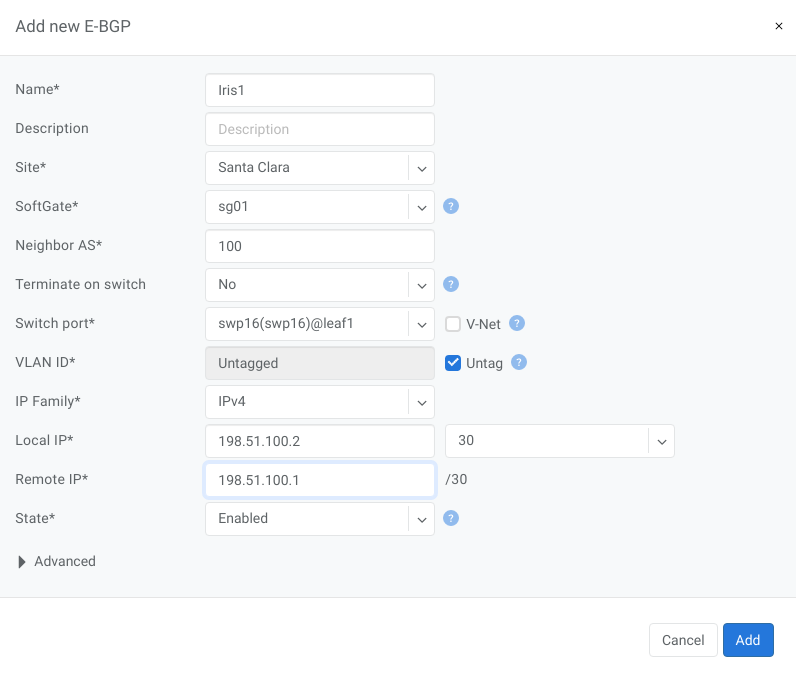 Add new E-BGP ×
Name* Iris1
Description Description
Site* Santa Clara
SoftGate* sg01 ?
Neighbor AS* 100
Terminate on switch No ?
Switch port* swp16(swp16)@leaf1 V-Net ?
VLAN ID* Untagged Untag ?
IP Family* IPv4
Local IP* 198.51.100.2 30
Remote IP* 198.51.100.1 /30
State* Enabled ?
Advanced
Cancel Add